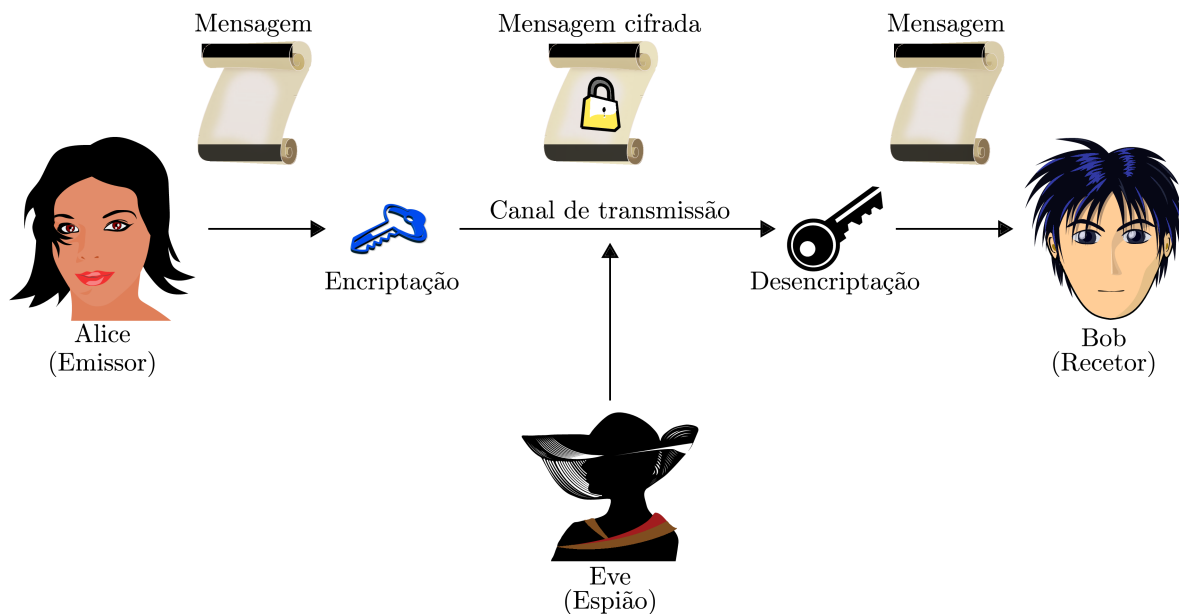 Mensagem
Mensagem cifrada
Mensagem
Canal de transmissão
Encriptação
Desencriptação
Alice
(Emissor)
Bob
(Recetor)
Eve
(Espião)